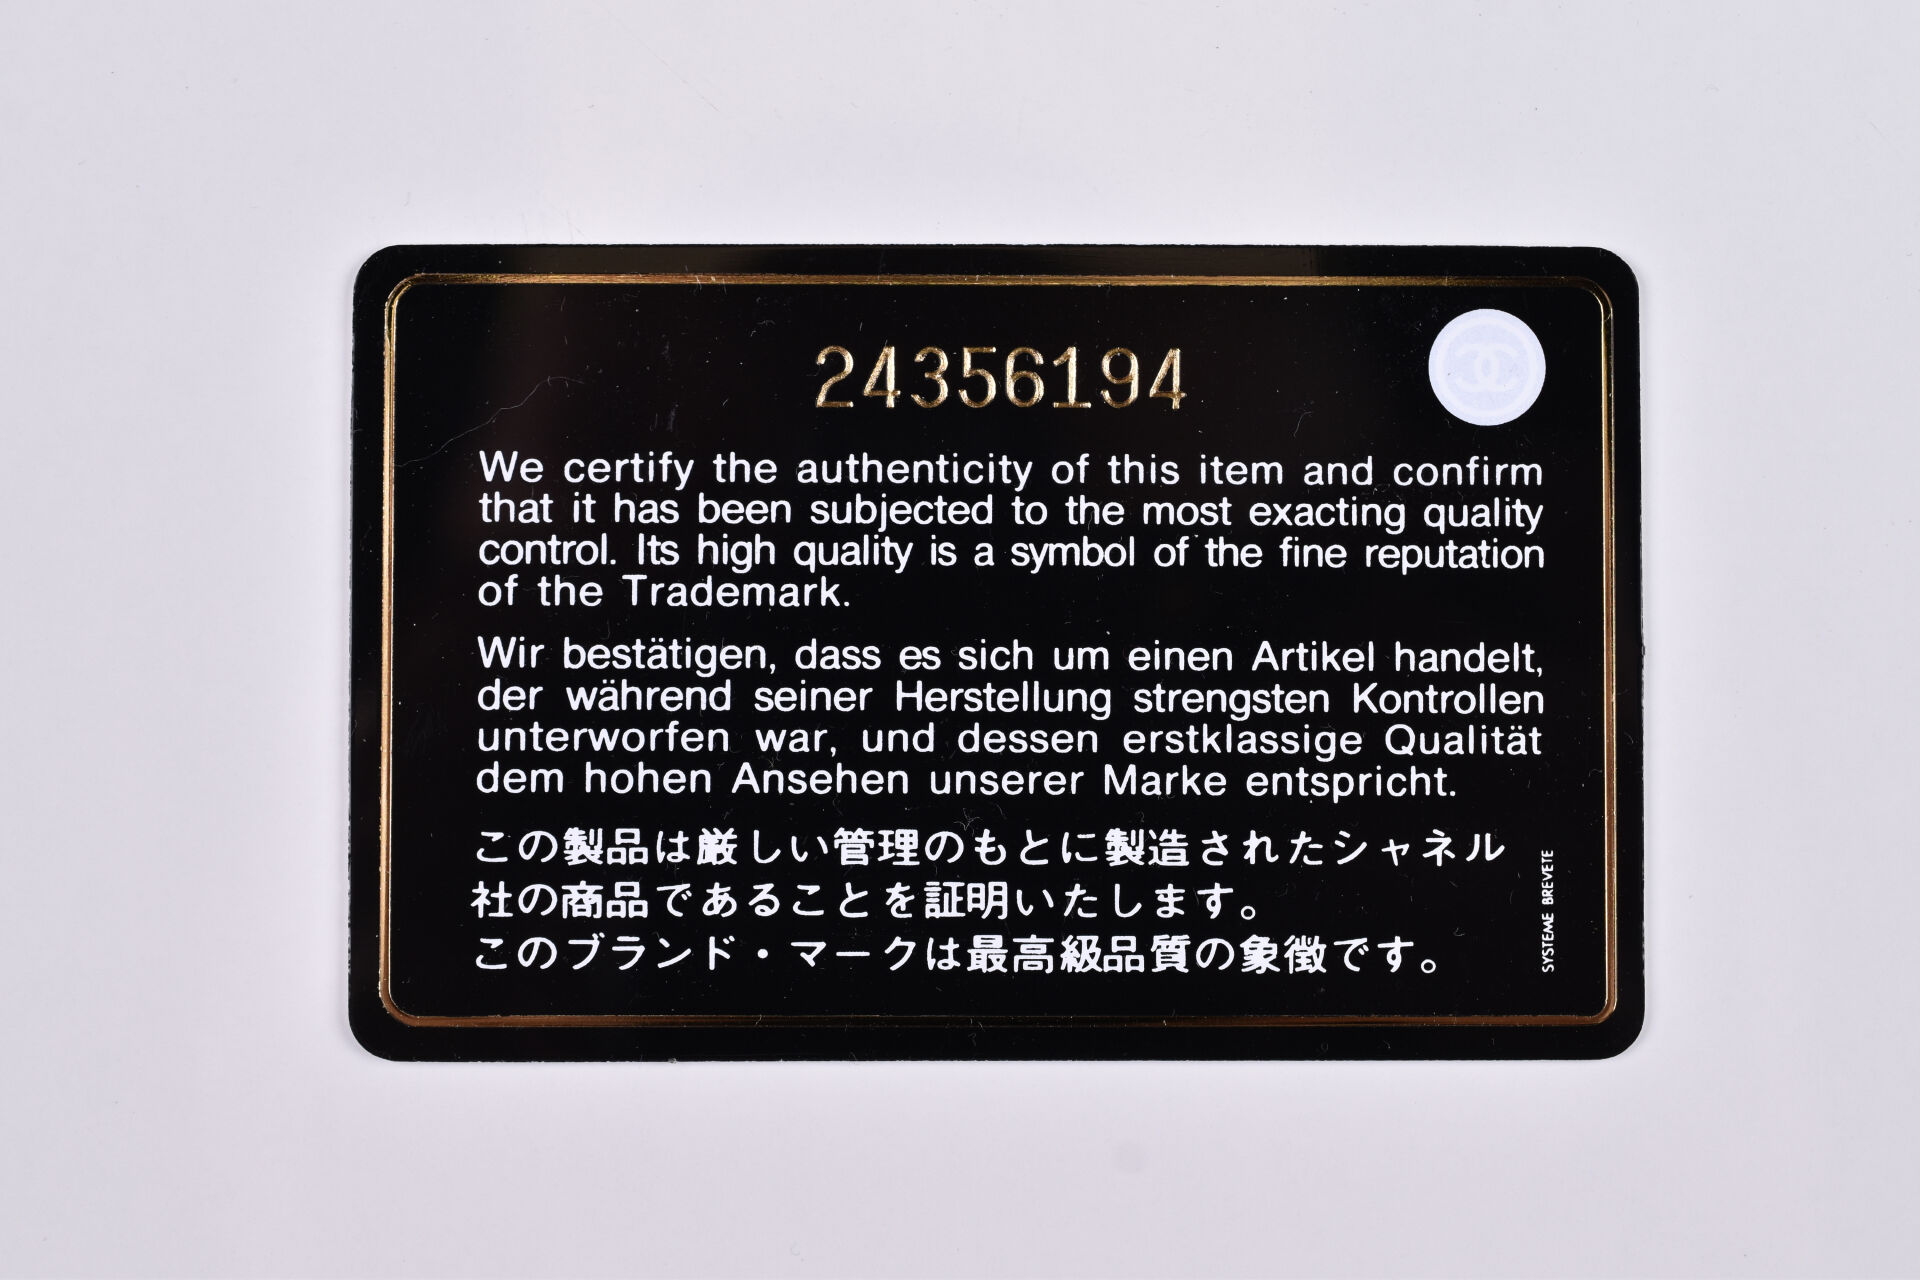 24356194
We certify the authenticity of this item and confirm
that it has been subjected to the most exacting quality
control. Its high quality is a symbol of the fine reputation
of the Trademark.
Wir bestätigen, dass es sich um einen Artikel handelt,
der während seiner Herstellung strengsten Kontrollen
unterworfen war, und dessen erstklassige Qualität
dem hohen Ansehen unserer Marke entspricht.
この製品は厳しい管理のもとに製造されたシャネル
社の商品であることを証明いたします。
このブランド・マークは最高級品質の象徴です。
SYSTEME BREVETE